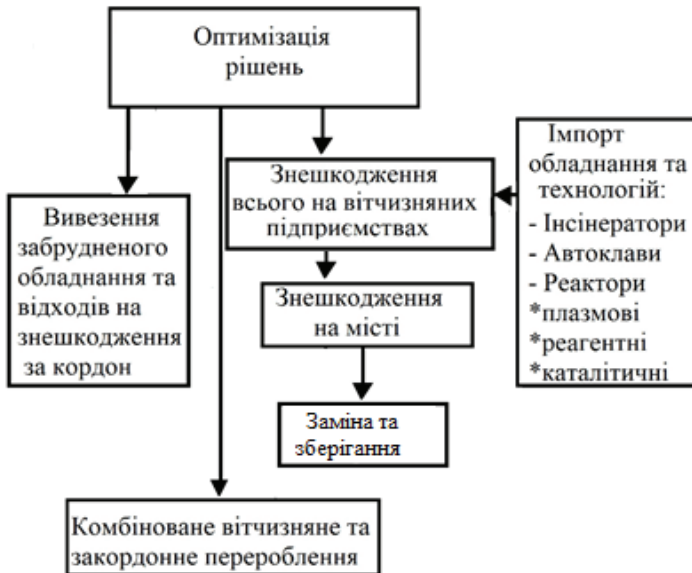 Оптимізація
рішень
Вивезення
забрудненого
обладнання та
відходів на
знешкодження
за кордон
Знешкодження
всього на вітчизняних
підприємствах
Знешкодження
на місті
Заміна та
зберігання
Комбіноване вітчизняне та
закордонне перероблення
Імпорт
обладнання та
технологій:
- Інсінератори
- Автоклави
- Реактори
*плазмові
*реагентні
*каталітичні